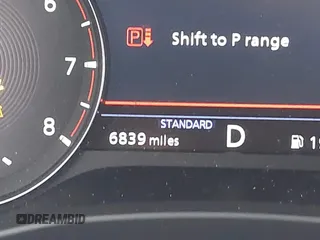 6
7
8
P Shift to P range
STANDARD
6839 miles D
DREAMBID